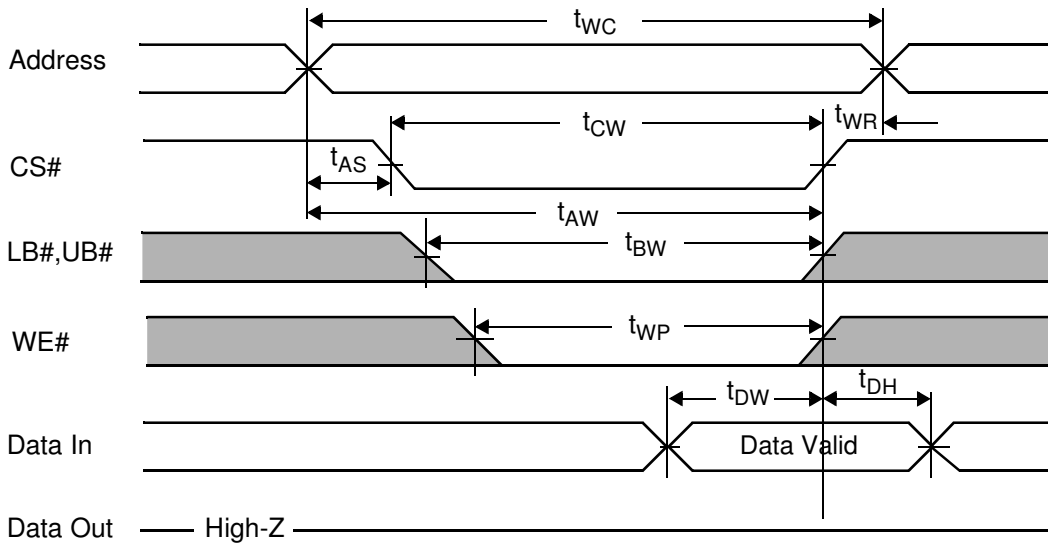 tWC
Address
tCW
tWR
CS#
tAS
tAW
LB#,UB#
tBW
WE#
tWP
tDW
tDH
Data In
Data Valid
Data Out
High-Z